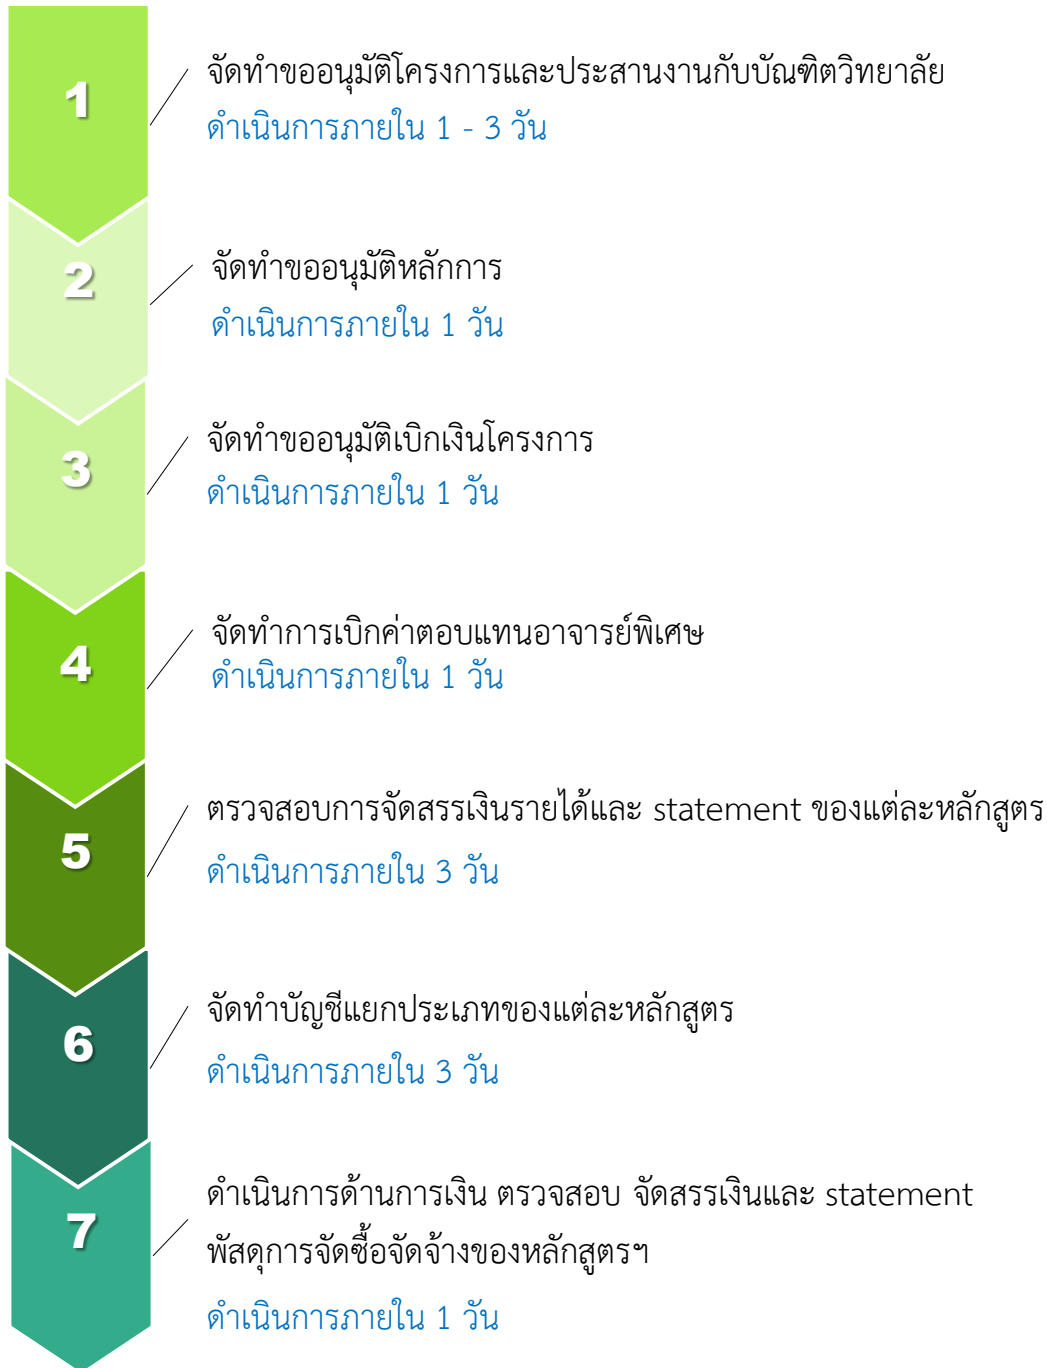 1
จัดทำขออนุมัติโครงการและประสานงานกับบัณฑิตวิทยาลัย
ดำเนินการภายใน 1 - 3 วัน
2
จัดทำขออนุมัติหลักการ
ดำเนินการภายใน 1 วัน
3
จัดทำขออนุมัติเบิกเงินโครงการ
ดำเนินการภายใน 1 วัน
4
จัดทำการเบิกค่าตอบแทนอาจารย์พิเศษ
ดำเนินการภายใน 1 วัน
5
ตรวจสอบการจัดสรรเงินรายได้และ statement ของแต่ละหลักสูตร
ดำเนินการภายใน 3 วัน
6
จัดทำบัญชีแยกประเภทของแต่ละหลักสูตร
ดำเนินการภายใน 3 วัน
7
ดำเนินการด้านการเงิน ตรวจสอบ จัดสรรเงินและ statement
พัสดุการจัดซื้อจัดจ้างของหลักสูตรฯ
ดำเนินการภายใน 1 วัน